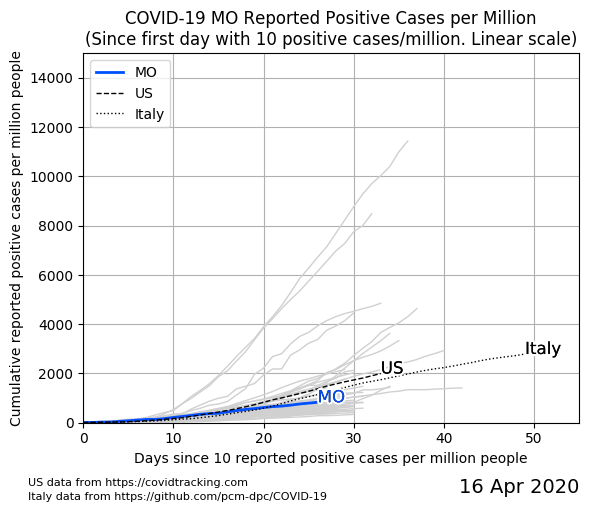 COVID-19 MO Reported Positive Cases per Million
(Since first day with 10 positive cases/million. Linear scale)
Cumulative reported positive cases per million people
14000
12000
10000
8000
6000
4000
2000
0
MO
US
Italy
Italy
US
MO
0 10 20 30 40 50
Days since 10 reported positive cases per million people
US data from https://covidtracking.com
Italy data from https://github.com/pcm-dpc/COVID-19
16 Apr 2020